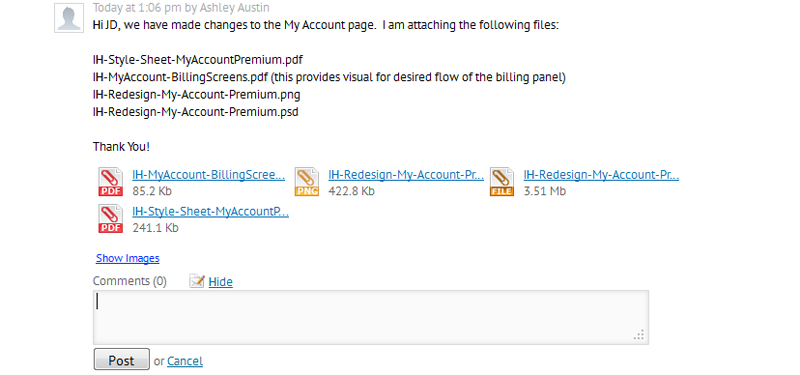 Today at 1:06 pm by Ashley Austin
Hi JD, we have made changes to the My Account page.  I am attaching the following files:
IH-Style-Sheet-MyAccountPremium.pdf
IH-MyAccount-BillingScreens.pdf (this provides visual for desired flow of the billing panel)
IH-Redesign-My-Account-Premium.png
IH-Redesign-My-Account-Premium.psd
Thank You!
PDF IH-MyAccount-BillingScree... PNG IH-Redesign-My-Account-Pr... FILE IH-Redesign-My-Account-Pr...
85.2 Kb 422.8 Kb 3.51 Mb
PDF IH-Style-Sheet-MyAccountP...
241.1 Kb
Show Images
Comments (0) Hide
Post or Cancel